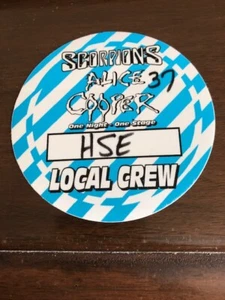 SCORPIONS
ALICE 37
COOPER
One Night - One Stage
HSE
LOCAL CREW